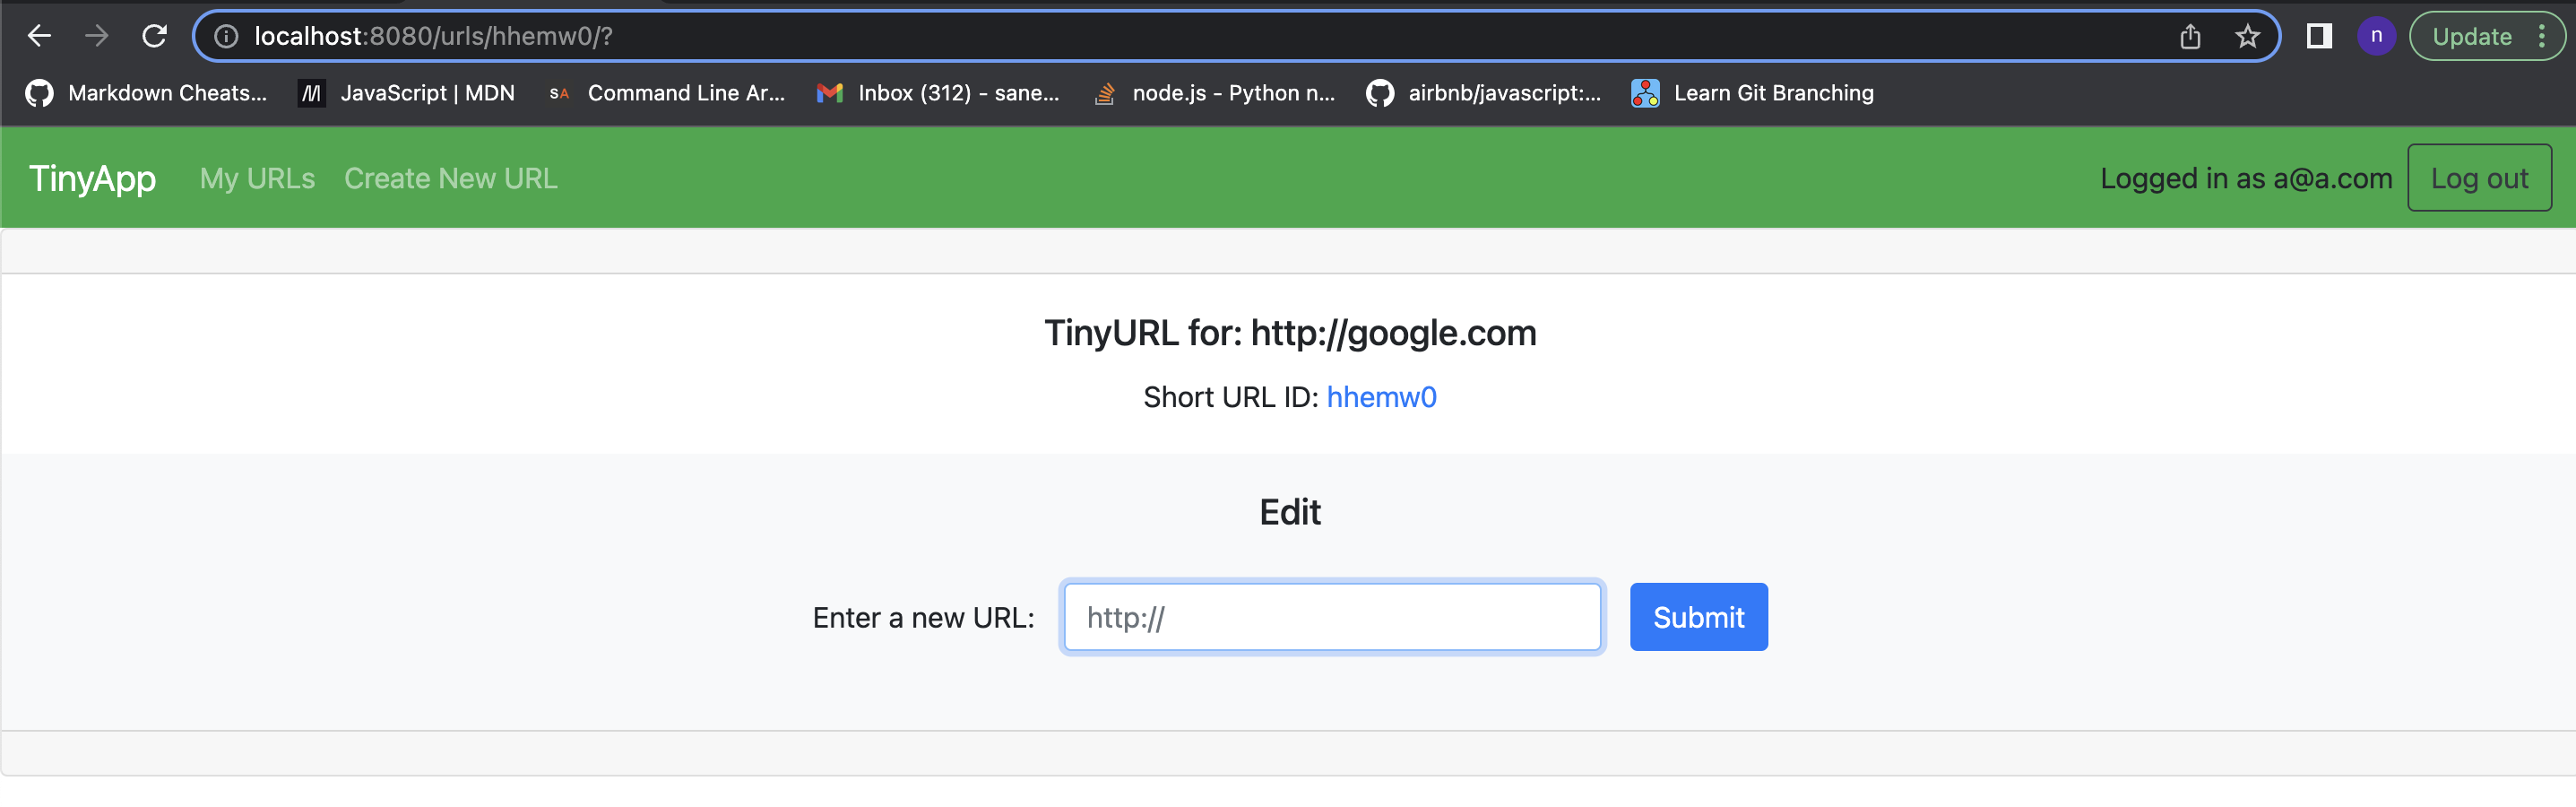 localhost:8080/urls/hhemw0/?
n
Update
Markdown Cheats...
JavaScript | MDN
SA
Command Line Ar...
Inbox (312) - sane...
node.js - Python n...
airbnb/javascript:...
Learn Git Branching
TinyApp
My URLs
Create New URL
Logged in as a@a.com
Log out
TinyURL for: http://google.com
Short URL ID: hhemw0
Edit
Enter a new URL:
http://
Submit